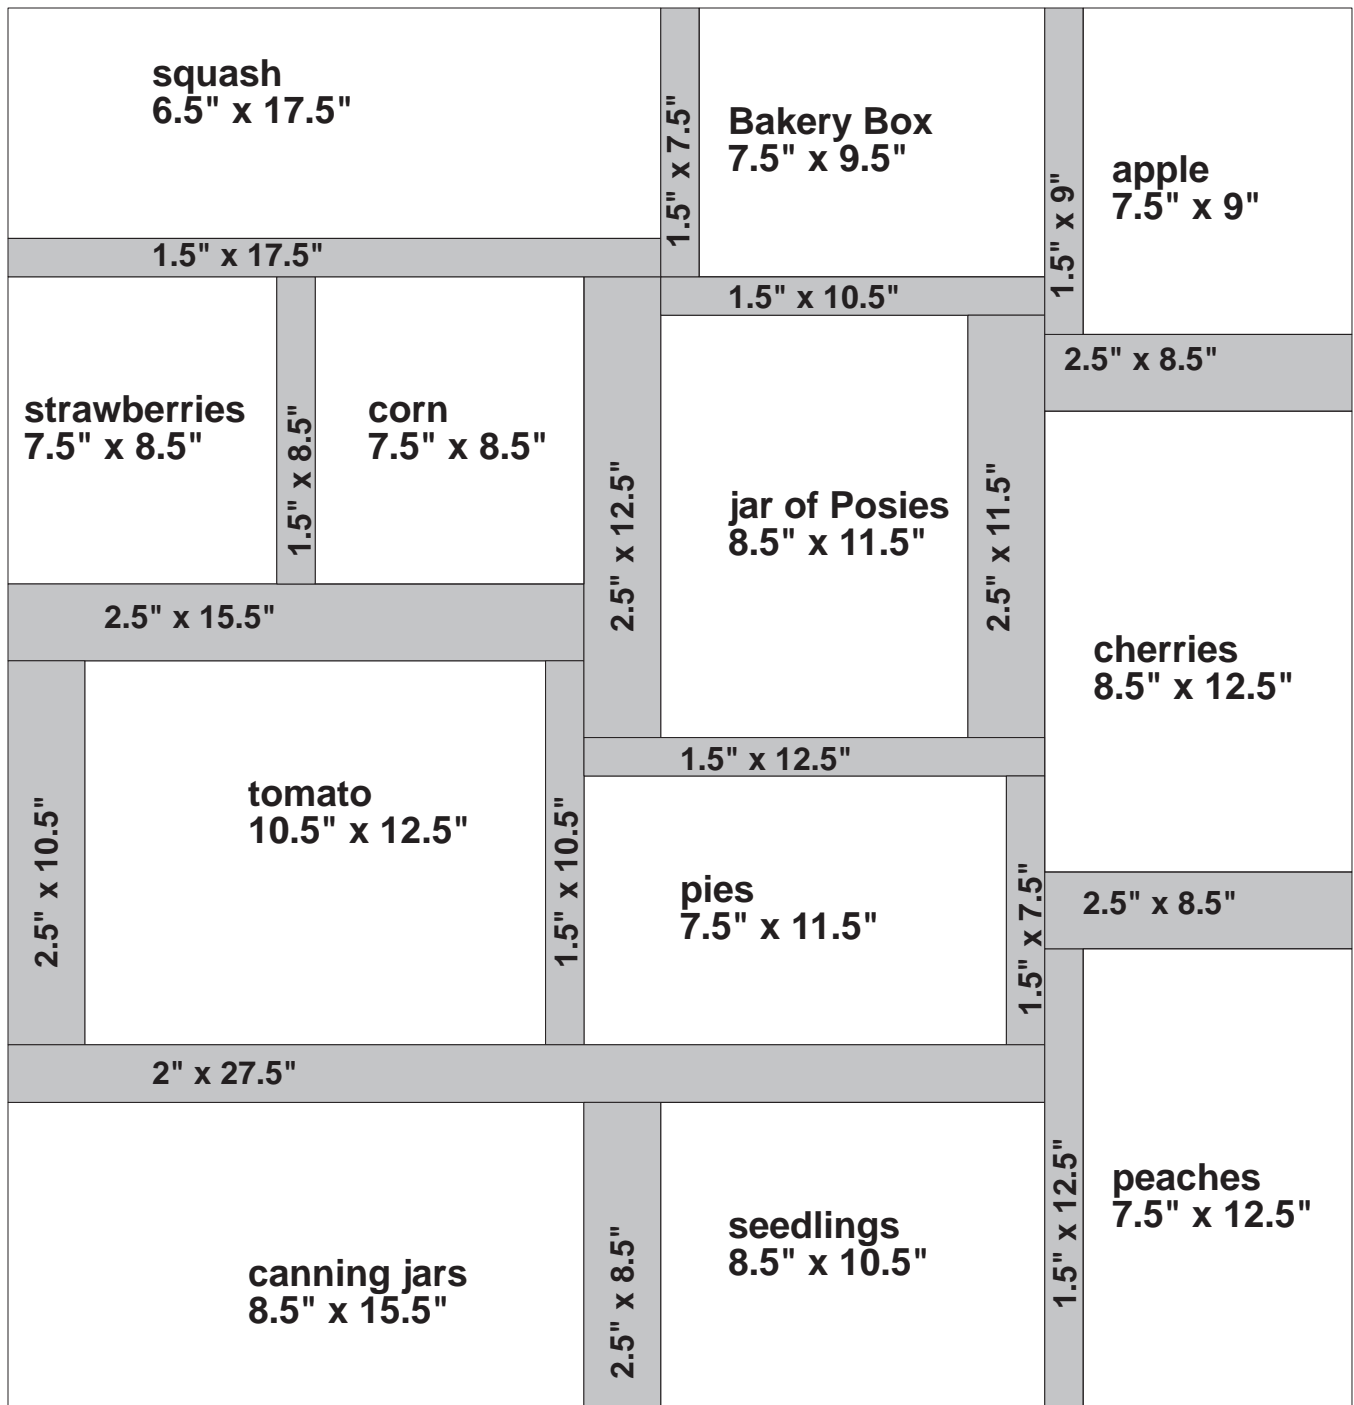 squash
6.5" x 17.5"
1.5" x 7.5"
Bakery Box
7.5" x 9.5"
1.5" x 9"
apple
7.5" x 9"
1.5" x 17.5"
1.5" x 10.5"
2.5" x 8.5"
strawberries
7.5" x 8.5"
1.5" x 8.5"
corn
7.5" x 8.5"
2.5" x 12.5"
jar of Posies
8.5" x 11.5"
2.5" x 11.5"
2.5" x 15.5"
cherries
8.5" x 12.5"
1.5" x 12.5"
2.5" x 10.5"
tomato
10.5" x 12.5"
1.5" x 10.5"
pies
7.5" x 11.5"
1.5" x 7.5"
2.5" x 8.5"
2" x 27.5"
canning jars
8.5" x 15.5"
2.5" x 8.5"
seedlings
8.5" x 10.5"
1.5" x 12.5"
peaches
7.5" x 12.5"